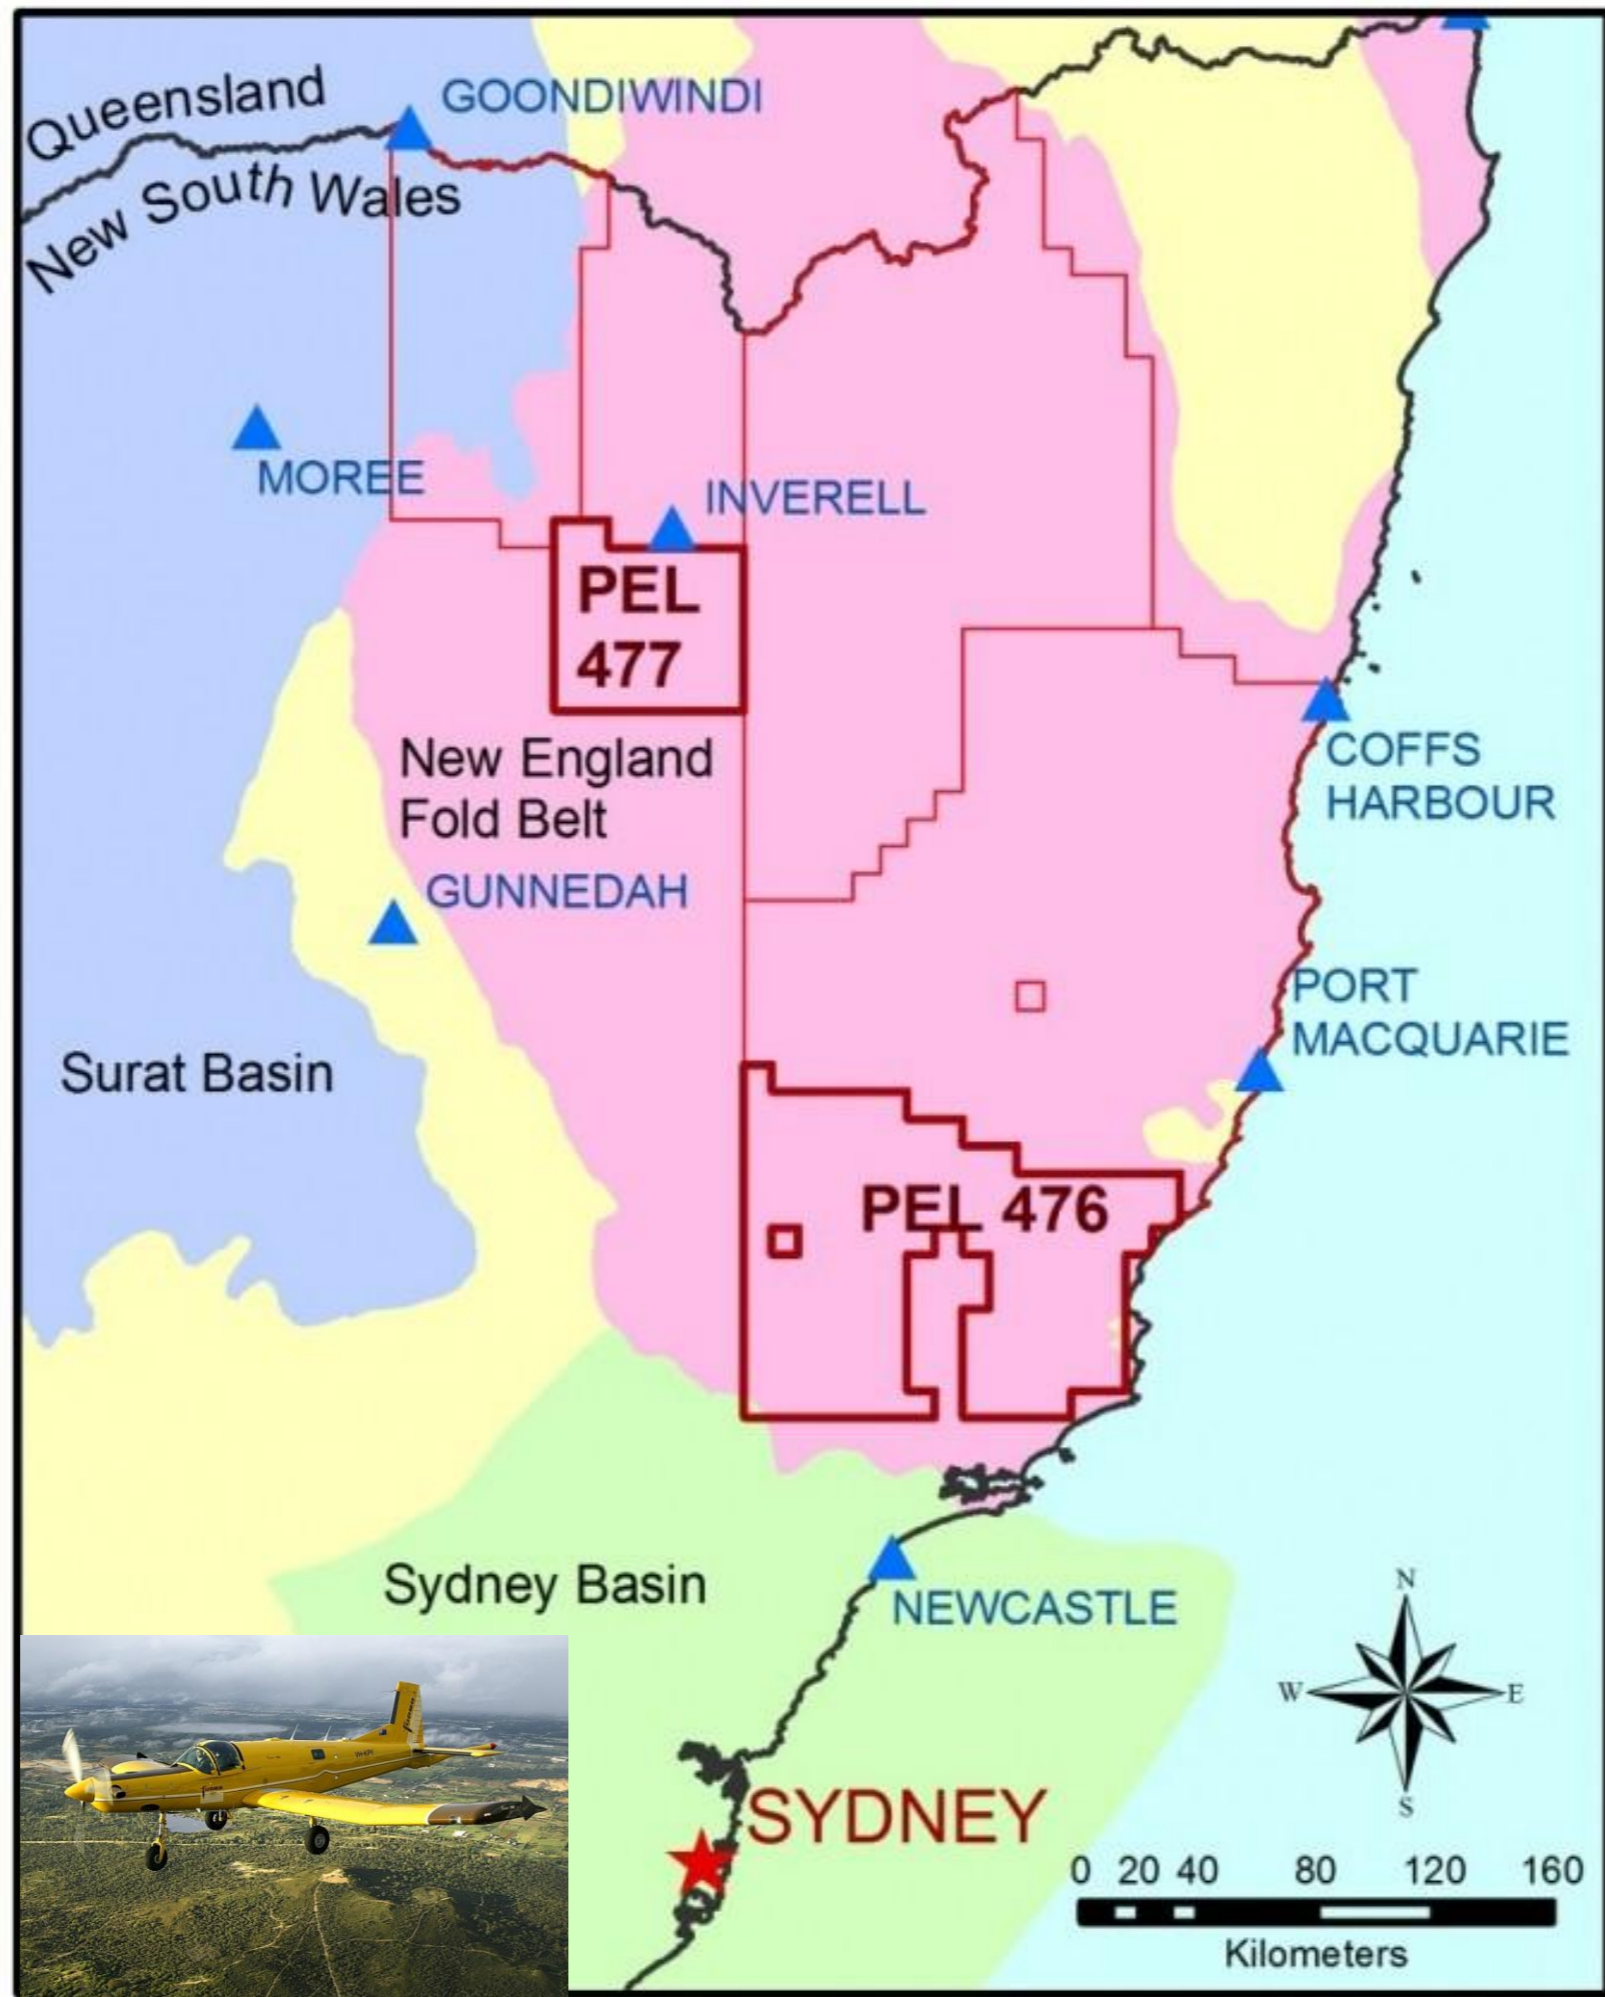 Queensland
GOONDIWINDI
New South Wales
MOREE
INVERELL
PEL
477
New England
Fold Belt
COFFS
HARBOUR
GUNNEDAH
PORT
MACQUARIE
Surat Basin
PEL 476
Sydney Basin
NEWCASTLE
N
W
E
S
SYDNEY
0 20 40 80 120 160
Kilometers